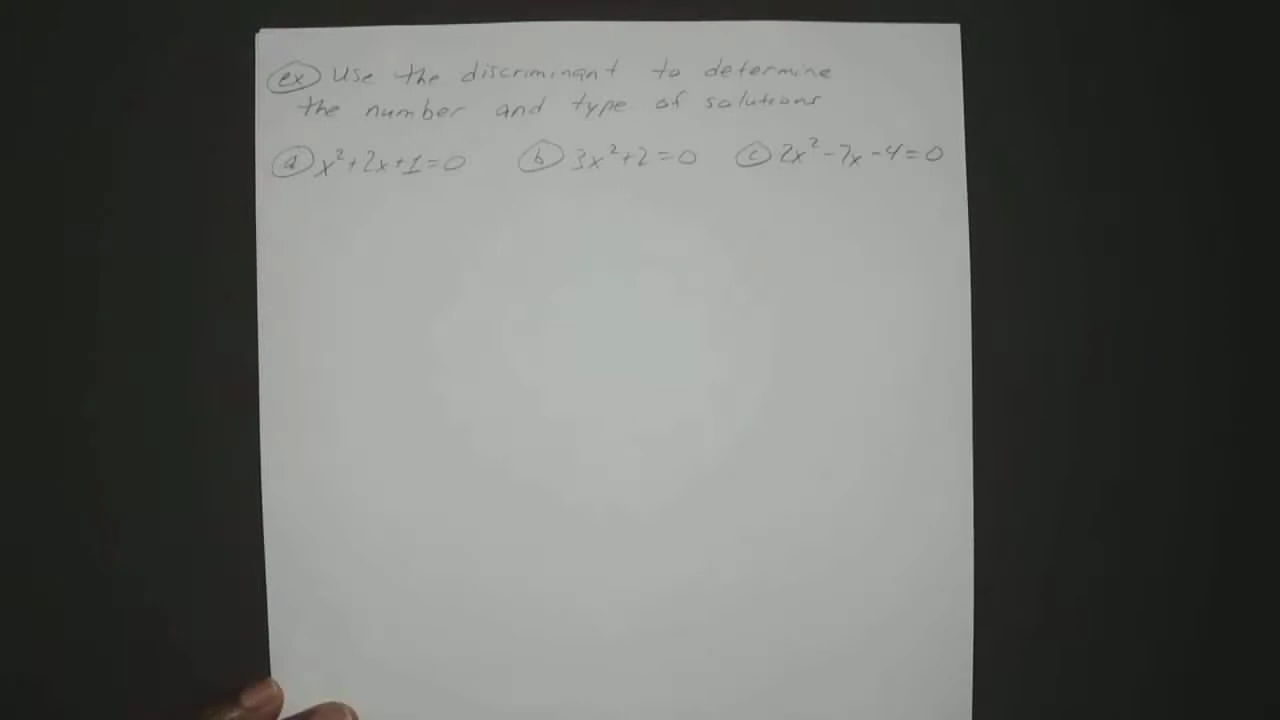 ex Use the discriminant to determine
the number and type of solutions
a x²+2x+1=0 b 3x²+2=0 c 2x²-7x-4=0